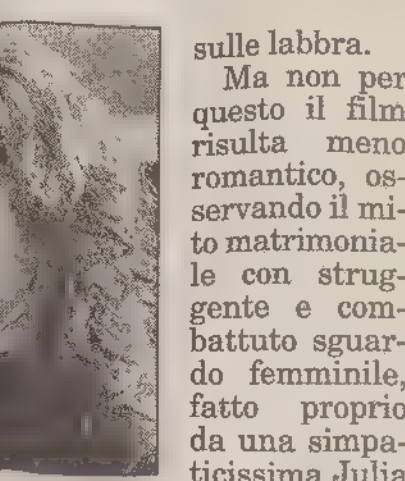 sulle labbra.
Ma non per
questo il film
risulta meno
romantico, os-
servando il mi-
to matrimonia-
le con strug-
gente e com-
battuto sguar-
do femminile,
fatto proprio
da una simpa-
ticissima Julia